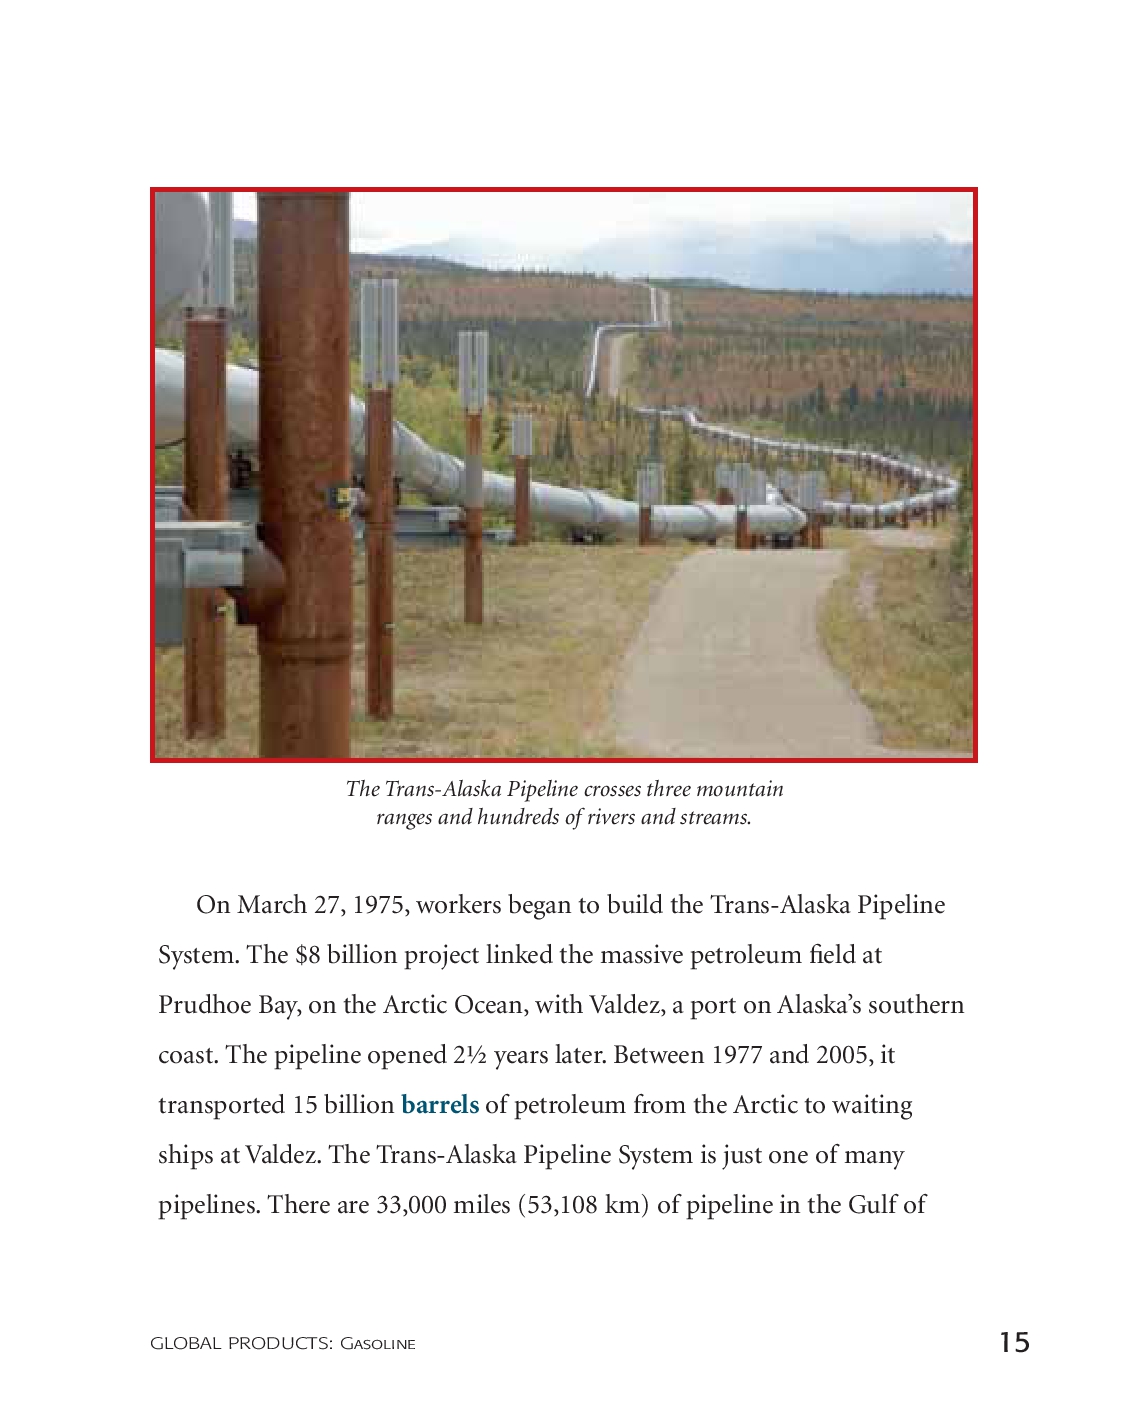 The Trans-Alaska Pipeline crosses three mountain
ranges and hundreds of rivers and streams.
On March 27, 1975, workers began to build the Trans-Alaska Pipeline
System. The $8 billion project linked the massive petroleum field at
Prudhoe Bay, on the Arctic Ocean, with Valdez, a port on Alaska’s southern
coast. The pipeline opened 2½ years later. Between 1977 and 2005, it
transported 15 billion barrels of petroleum from the Arctic to waiting
ships at Valdez. The Trans-Alaska Pipeline System is just one of many
pipelines. There are 33,000 miles (53,108 km) of pipeline in the Gulf of
GLOBAL PRODUCTS: Gasoline
15